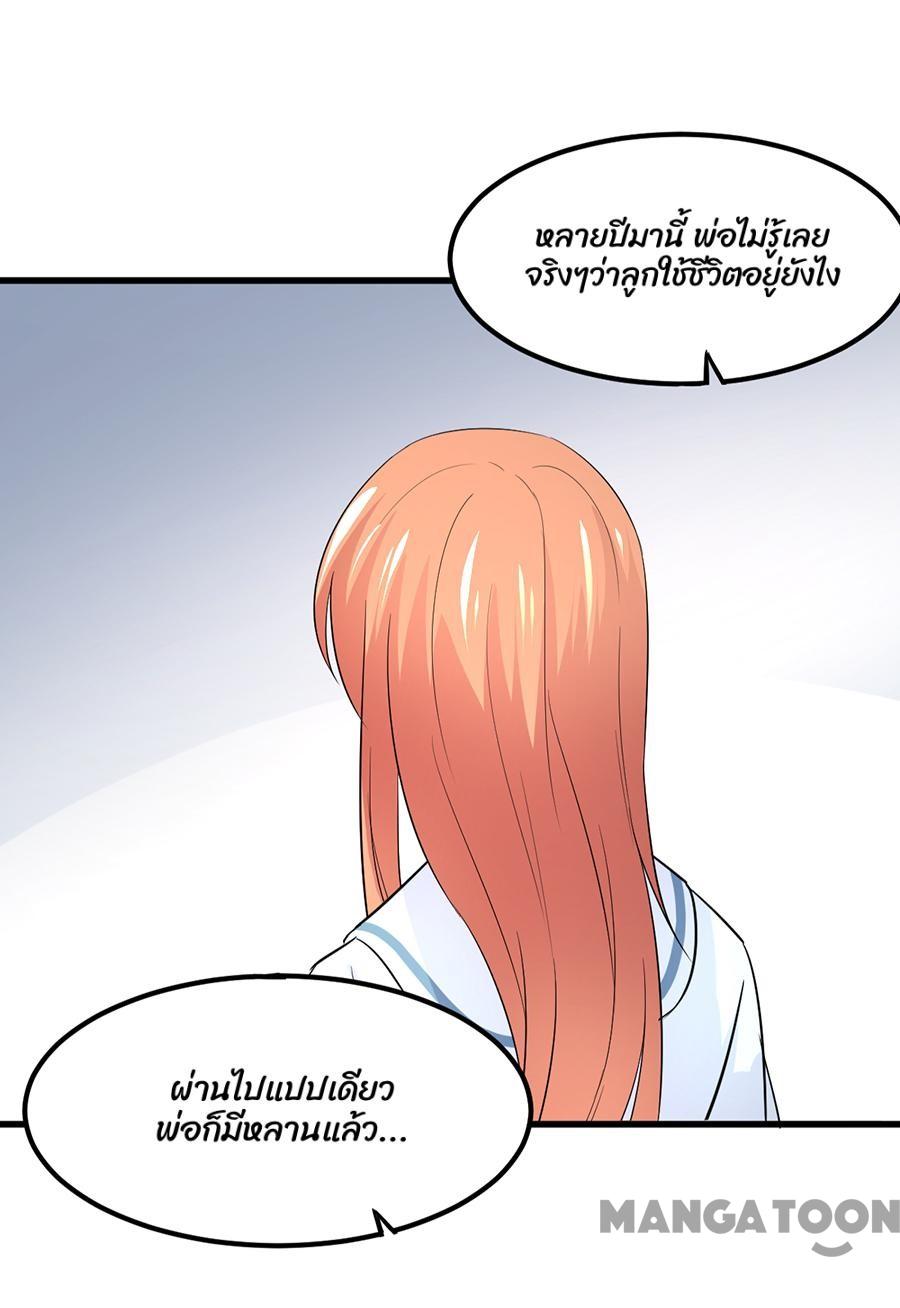 หลายปีมานี้ พ่อไม่รู้เลย
จริงๆว่าลูกใช้ชีวิตอยู่ยังไง
ผ่านไปแปปเดียว
พ่อก็มีหลานแล้ว...
MANGATOON